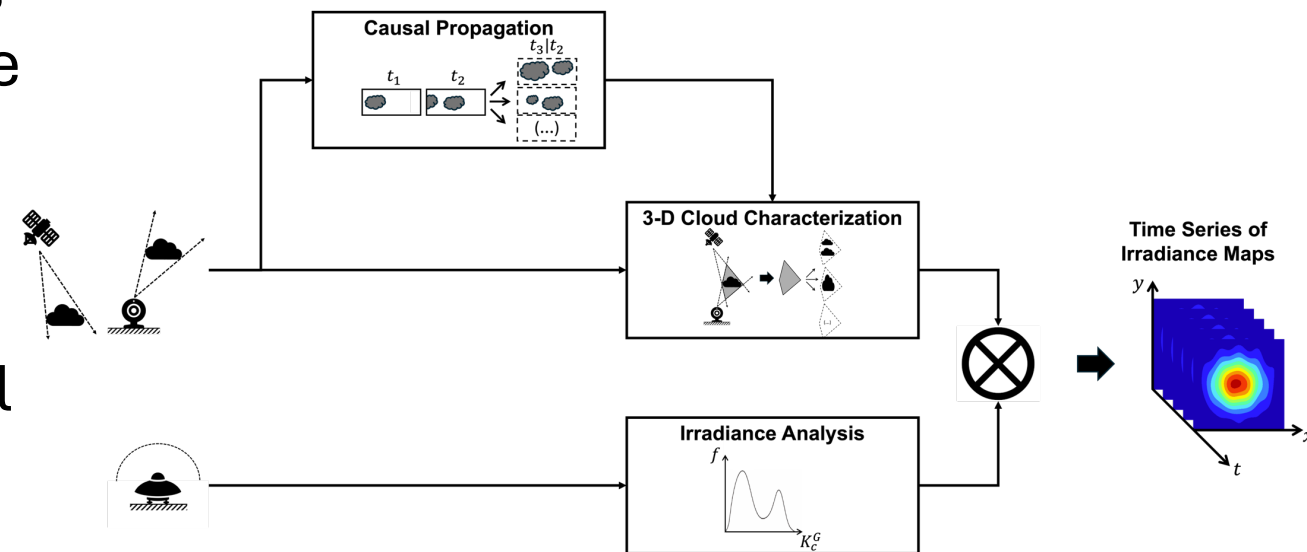 e
l
Causal Propagation
t₁
t₂
t₃|t₂
(...)
3-D Cloud Characterization
Irradiance Analysis
f
K_c^G
Time Series of
Irradiance Maps
y
x
t